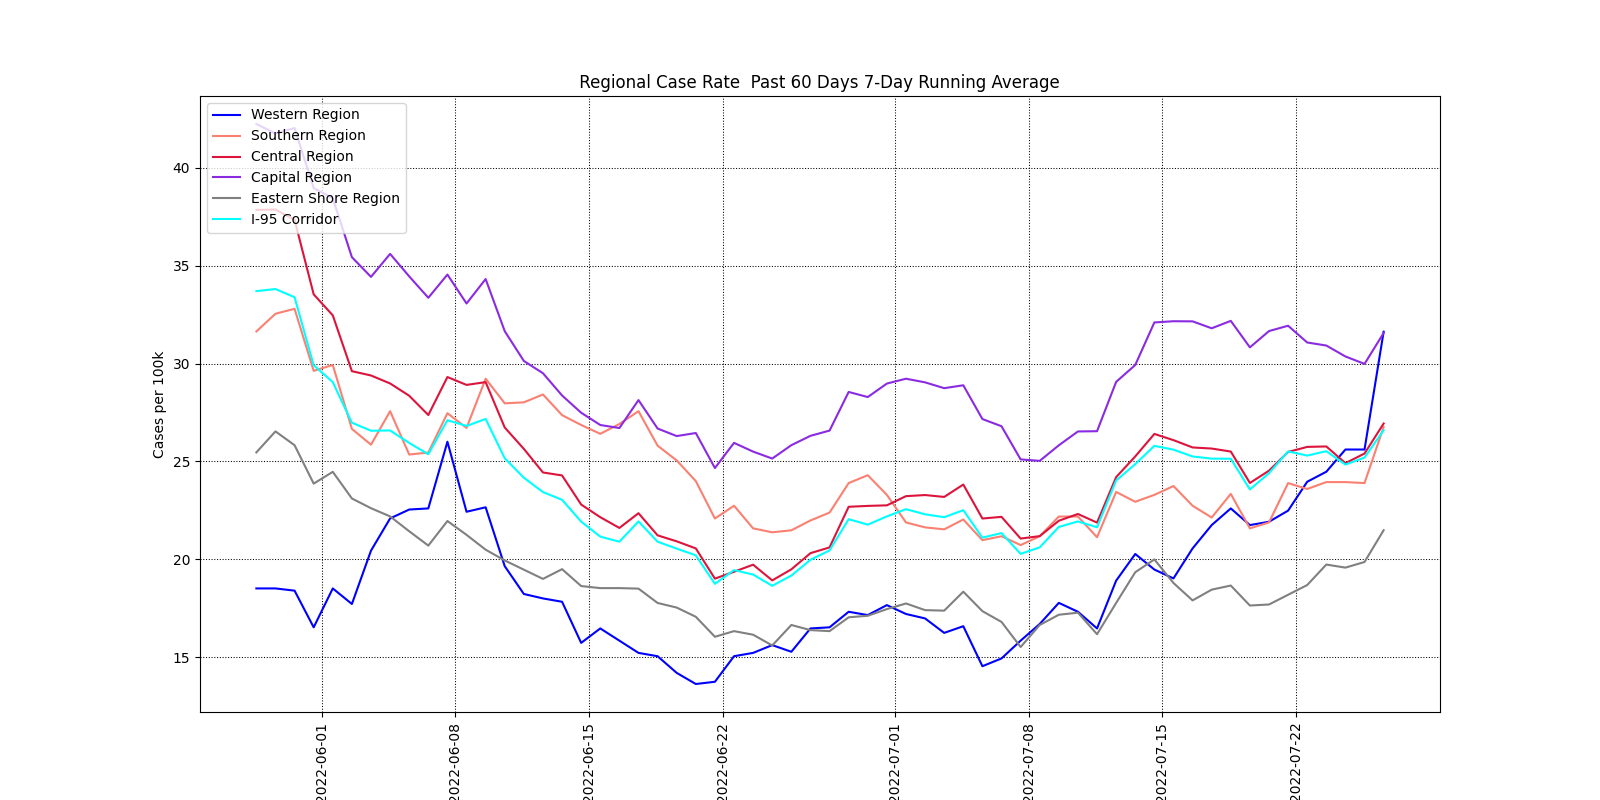 Regional Case Rate  Past 60 Days 7-Day Running Average
Western Region
Southern Region
Central Region
Capital Region
Eastern Shore Region
I-95 Corridor
Cases per 100k
40
35
30
25
20
15
2022-06-01
2022-06-08
2022-06-15
2022-06-22
2022-07-01
2022-07-08
2022-07-15
2022-07-22